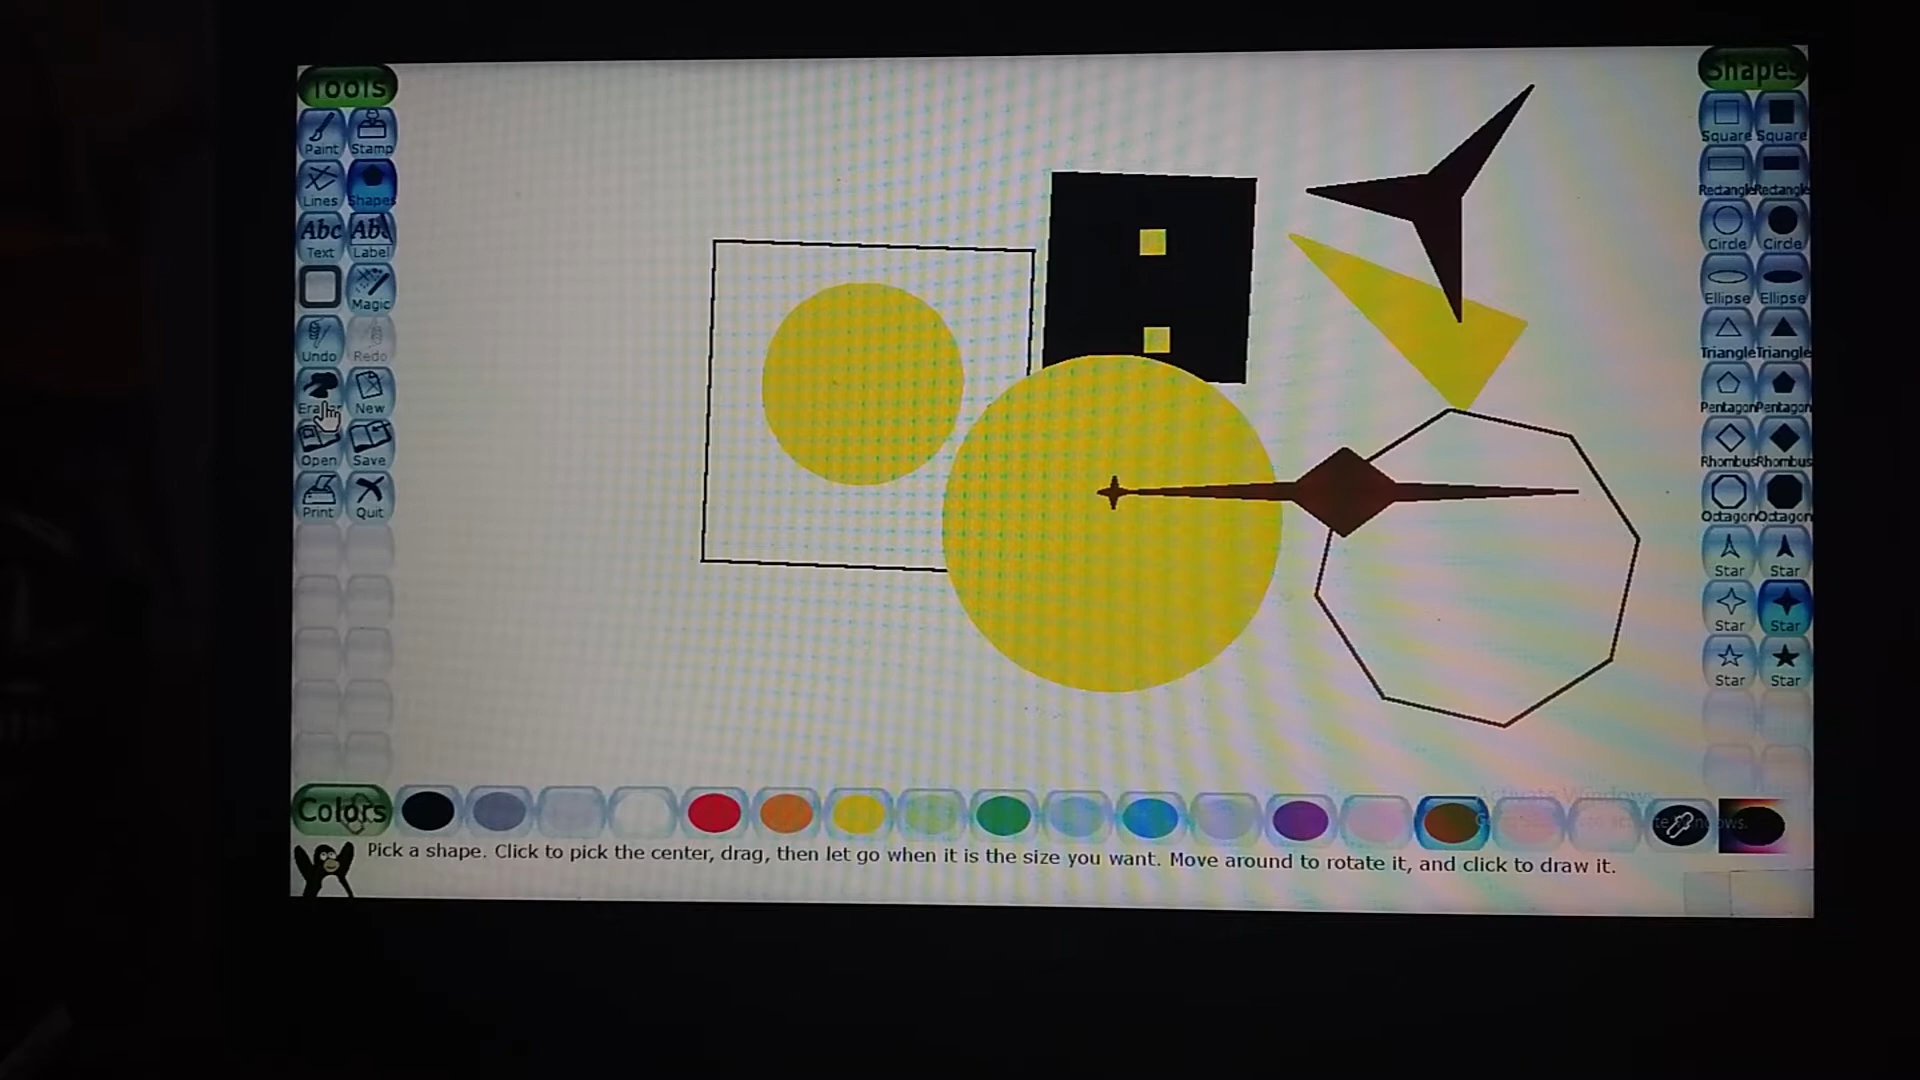 Tools
Paint Stamp
Lines Shapes
Abc Abc
Text Label
Magic
Undo Redo
New
Open Save
Print Quit
Shapes
Square Square
Rectangle Rectangle
Circle Circle
Ellipse Ellipse
Triangle Triangle
Pentagon Pentagon
Rhombus Rhombus
Octagon Octagon
Star Star
Star Star
Star Star
Colors
Activate Windows
Pick a shape. Click to pick the center, drag, then let go when it is the size you want. Move around to rotate it, and click to draw it.